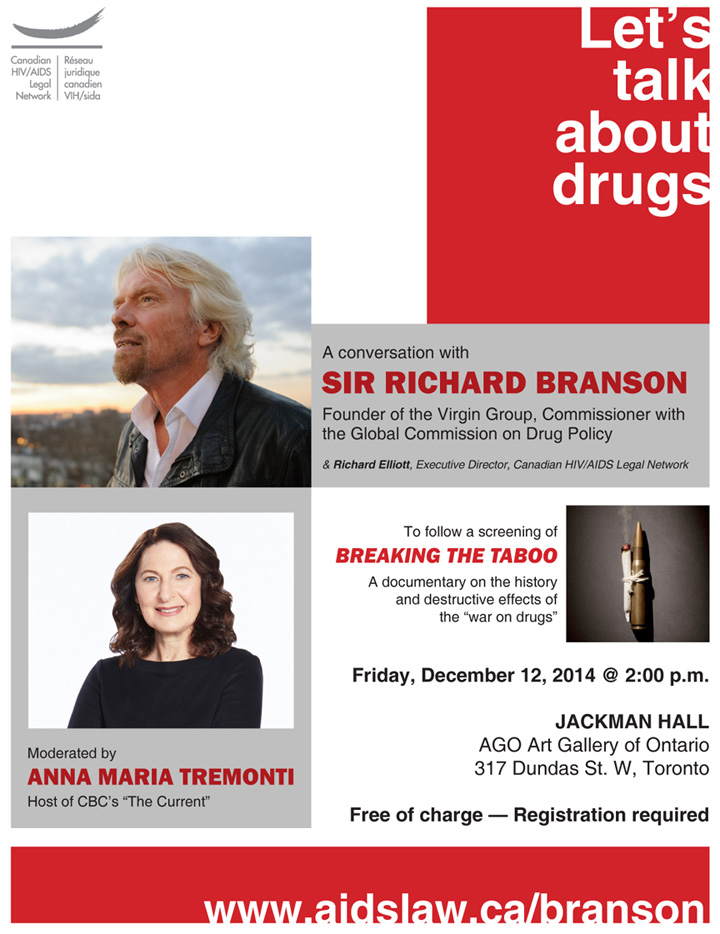 Canadian
HIV/AIDS
Legal
Network
Réseau
juridique
canadien
VIH/sida
Let's
talk
about
drugs
A conversation with
SIR RICHARD BRANSON
Founder of the Virgin Group, Commissioner with
the Global Commission on Drug Policy
& Richard Elliott, Executive Director, Canadian HIV/AIDS Legal Network
To follow a screening of
BREAKING THE TABOO
A documentary on the history
and destructive effects of
the “war on drugs”
Friday, December 12, 2014 @ 2:00 p.m.
JACKMAN HALL
AGO Art Gallery of Ontario
317 Dundas St. W, Toronto
Free of charge — Registration required
Moderated by
ANNA MARIA TREMONTI
Host of CBC's “The Current”
www.aidslaw.ca/branson